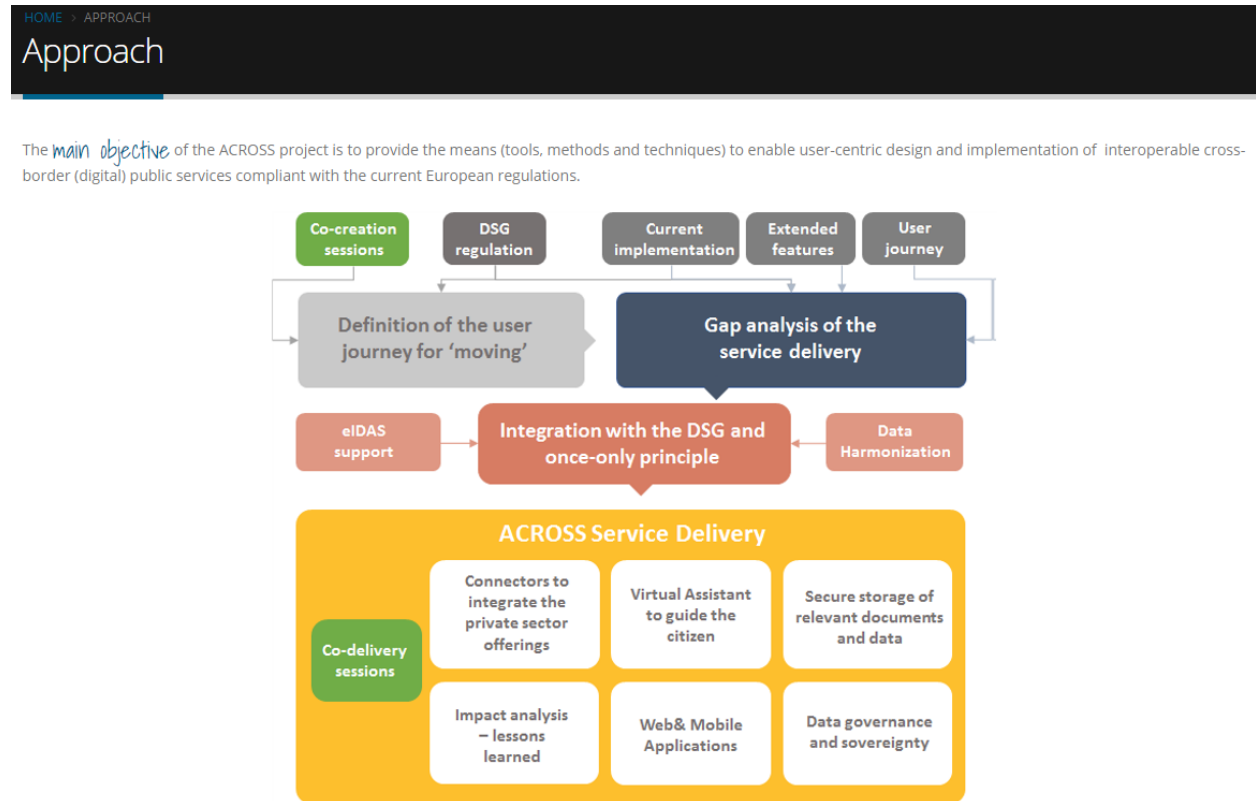 HOME > APPROACH
Approach
The main objective of the ACROSS project is to provide the means (tools, methods and techniques) to enable user-centric design and implementation of interoperable cross-
border (digital) public services compliant with the current European regulations.
Co-creation
sessions
DSG
regulation
Current
implementation
Extended
features
User
journey
Definition of the user
journey for ‘moving’
Gap analysis of the
service delivery
eIDAS
support
Integration with the DSG and
once-only principle
Data
Harmonization
ACROSS Service Delivery
Co-delivery
sessions
Connectors to
integrate the
private sector
offerings
Virtual Assistant
to guide the
citizen
Secure storage of
relevant documents
and data
Impact analysis
– lessons
learned
Web& Mobile
Applications
Data governance
and sovereignty